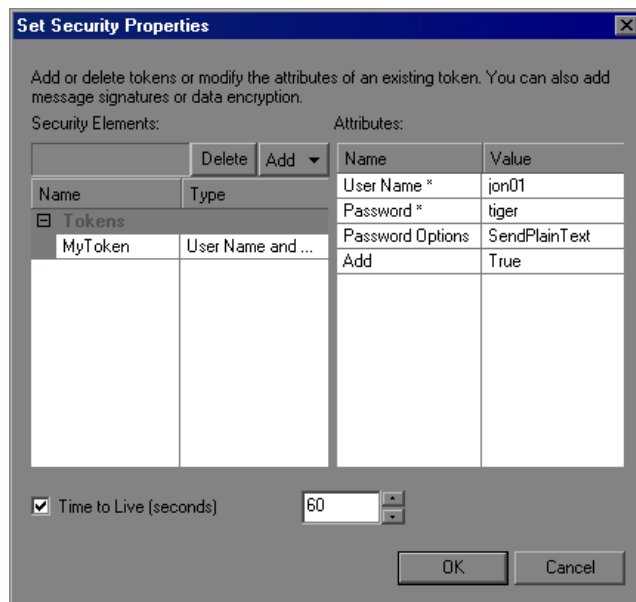 Set Security Properties
Add or delete tokens or modify the attributes of an existing token. You can also add
message signatures or data encryption.
Security Elements:
Delete
Add
Name Type
Tokens
MyToken User Name and ...
Attributes:
Name Value
User Name * jon01
Password * tiger
Password Options SendPlainText
Add True
Time to Live (seconds) 60
OK
Cancel